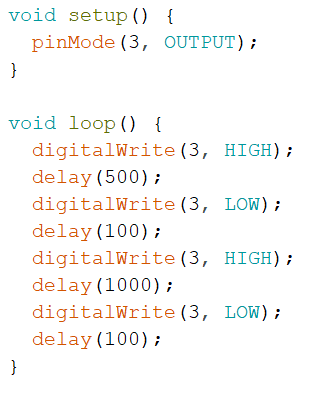 void setup() {
  pinMode(3, OUTPUT);
}

void loop() {
  digitalWrite(3, HIGH);
  delay(500);
  digitalWrite(3, LOW);
  delay(100);
  digitalWrite(3, HIGH);
  delay(1000);
  digitalWrite(3, LOW);
  delay(100);
}